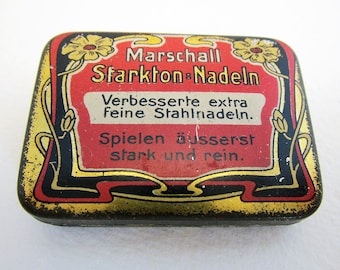 Marschall
Starkton=Nadeln
Verbesserte extra
feine Stahlnadeln.
Spielen äusserst
stark und rein.